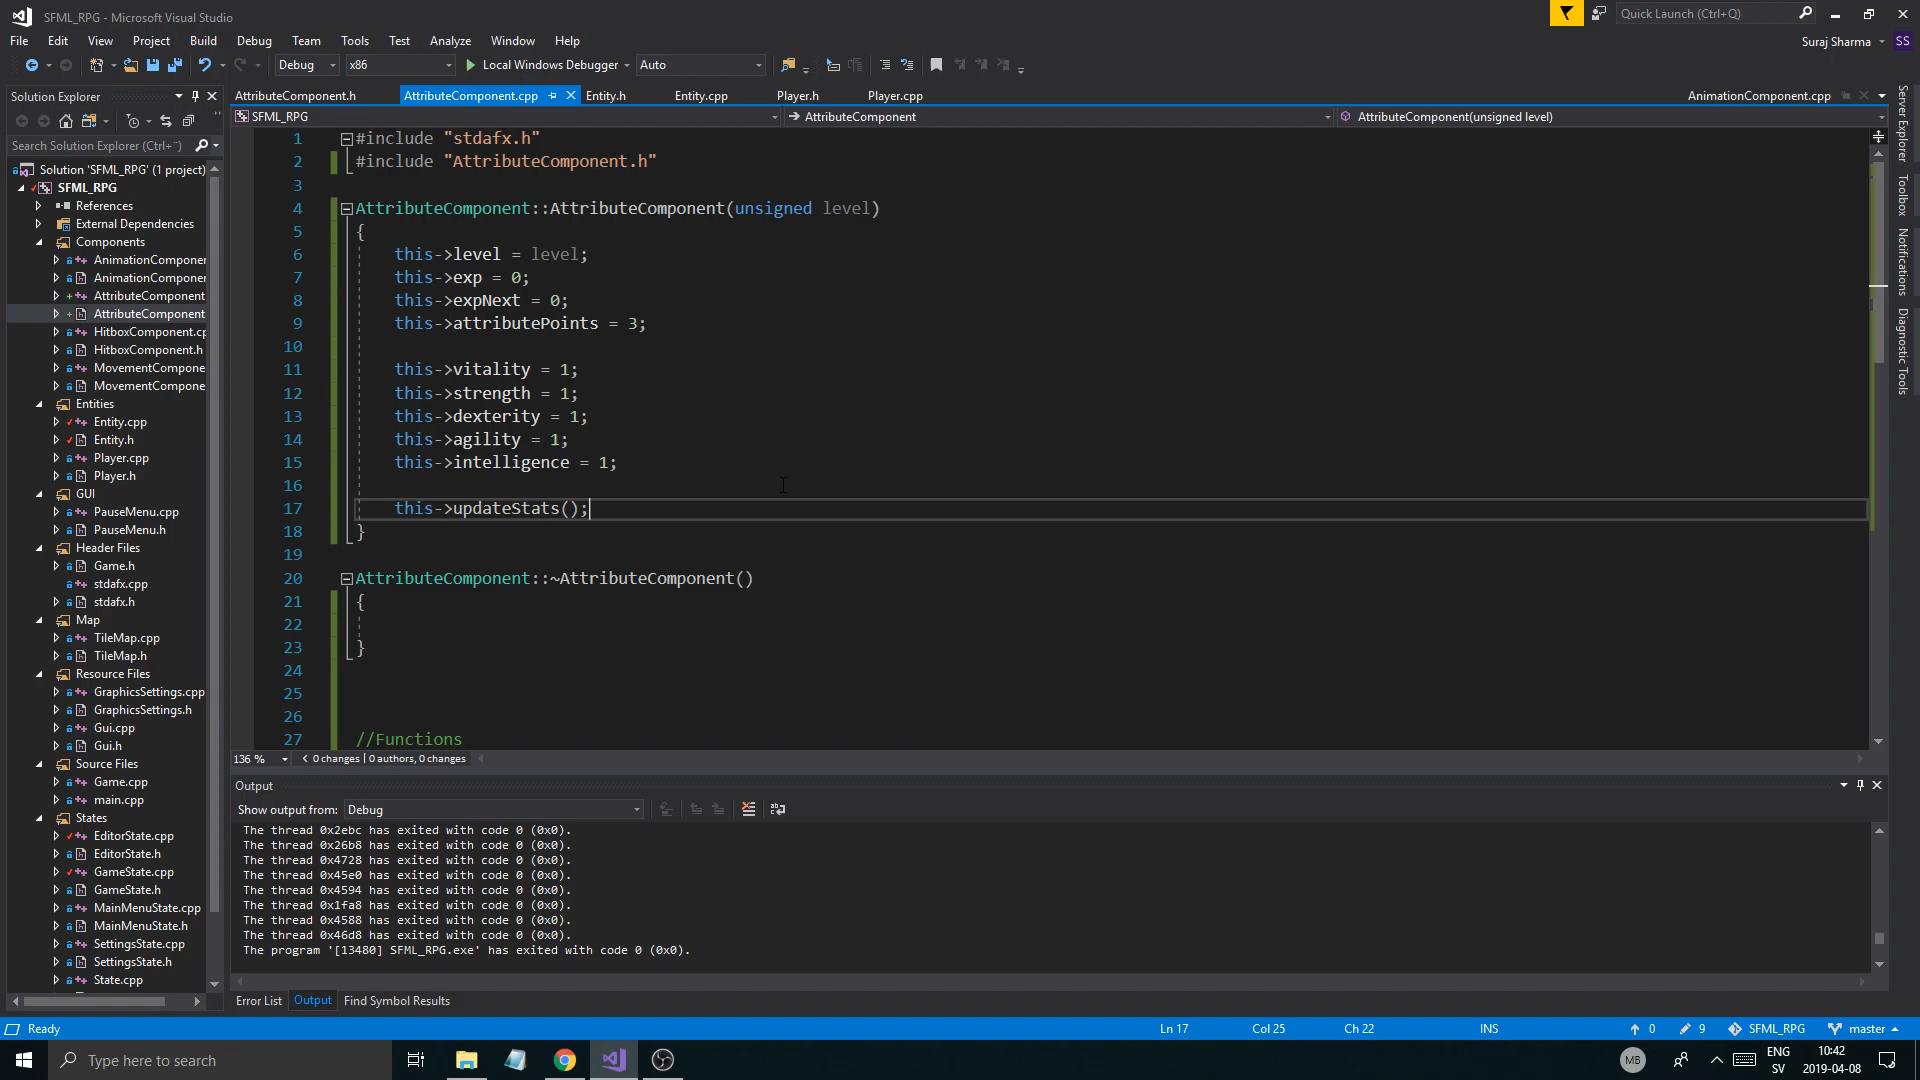 SFML_RPG - Microsoft Visual Studio
Quick Launch (Ctrl+Q)
File Edit View Project Build Debug Team Tools Test Analyze Window Help
Suraj Sharma SS
Debug x86 Local Windows Debugger Auto
Solution Explorer
AttributeComponent.h AttributeComponent.cpp Entity.h Entity.cpp Player.h Player.cpp AnimationComponent.cpp
SFML_RPG AttributeComponent AttributeComponent(unsigned level)
Search Solution Explorer (Ctrl+
Solution 'SFML_RPG' (1 project)
SFML_RPG
References
External Dependencies
Components
AnimationComponen
AnimationComponen
AttributeComponent
AttributeComponent
HitboxComponent.cp
HitboxComponent.h
MovementCompone
MovementCompone
Entities
Entity.cpp
Entity.h
Player.cpp
Player.h
GUI
PauseMenu.cpp
PauseMenu.h
Header Files
Game.h
stdafx.cpp
stdafx.h
Map
TileMap.cpp
TileMap.h
Resource Files
GraphicsSettings.cpp
GraphicsSettings.h
Gui.cpp
Gui.h
Source Files
Game.cpp
main.cpp
States
EditorState.cpp
EditorState.h
GameState.cpp
GameState.h
MainMenuState.cpp
MainMenuState.h
SettingsState.cpp
SettingsState.h
State.cpp
1 #include "stdafx.h"
2 #include "AttributeComponent.h"
3
4 AttributeComponent::AttributeComponent(unsigned level)
5 {
6 this->level = level;
7 this->exp = 0;
8 this->expNext = 0;
9 this->attributePoints = 3;
10
11 this->vitality = 1;
12 this->strength = 1;
13 this->dexterity = 1;
14 this->agility = 1;
15 this->intelligence = 1;
16
17 this->updateStats();
18 }
19
20 AttributeComponent::~AttributeComponent()
21 {
22
23 }
24
25
26
27 //Functions
136 % 0 changes | 0 authors, 0 changes
Server Explorer
Toolbox
Notifications
Diagnostic Tools
Output
Show output from: Debug
The thread 0x2ebc has exited with code 0 (0x0).
The thread 0x26b8 has exited with code 0 (0x0).
The thread 0x4728 has exited with code 0 (0x0).
The thread 0x45e0 has exited with code 0 (0x0).
The thread 0x4594 has exited with code 0 (0x0).
The thread 0x1fa8 has exited with code 0 (0x0).
The thread 0x4588 has exited with code 0 (0x0).
The thread 0x46d8 has exited with code 0 (0x0).
The program '[13480] SFML_RPG.exe' has exited with code 0 (0x0).
Error List Output Find Symbol Results
Ready Ln 17 Col 25 Ch 22 INS 0 9 SFML_RPG master
Type here to search
MB
ENG
SV
10:42
2019-04-08